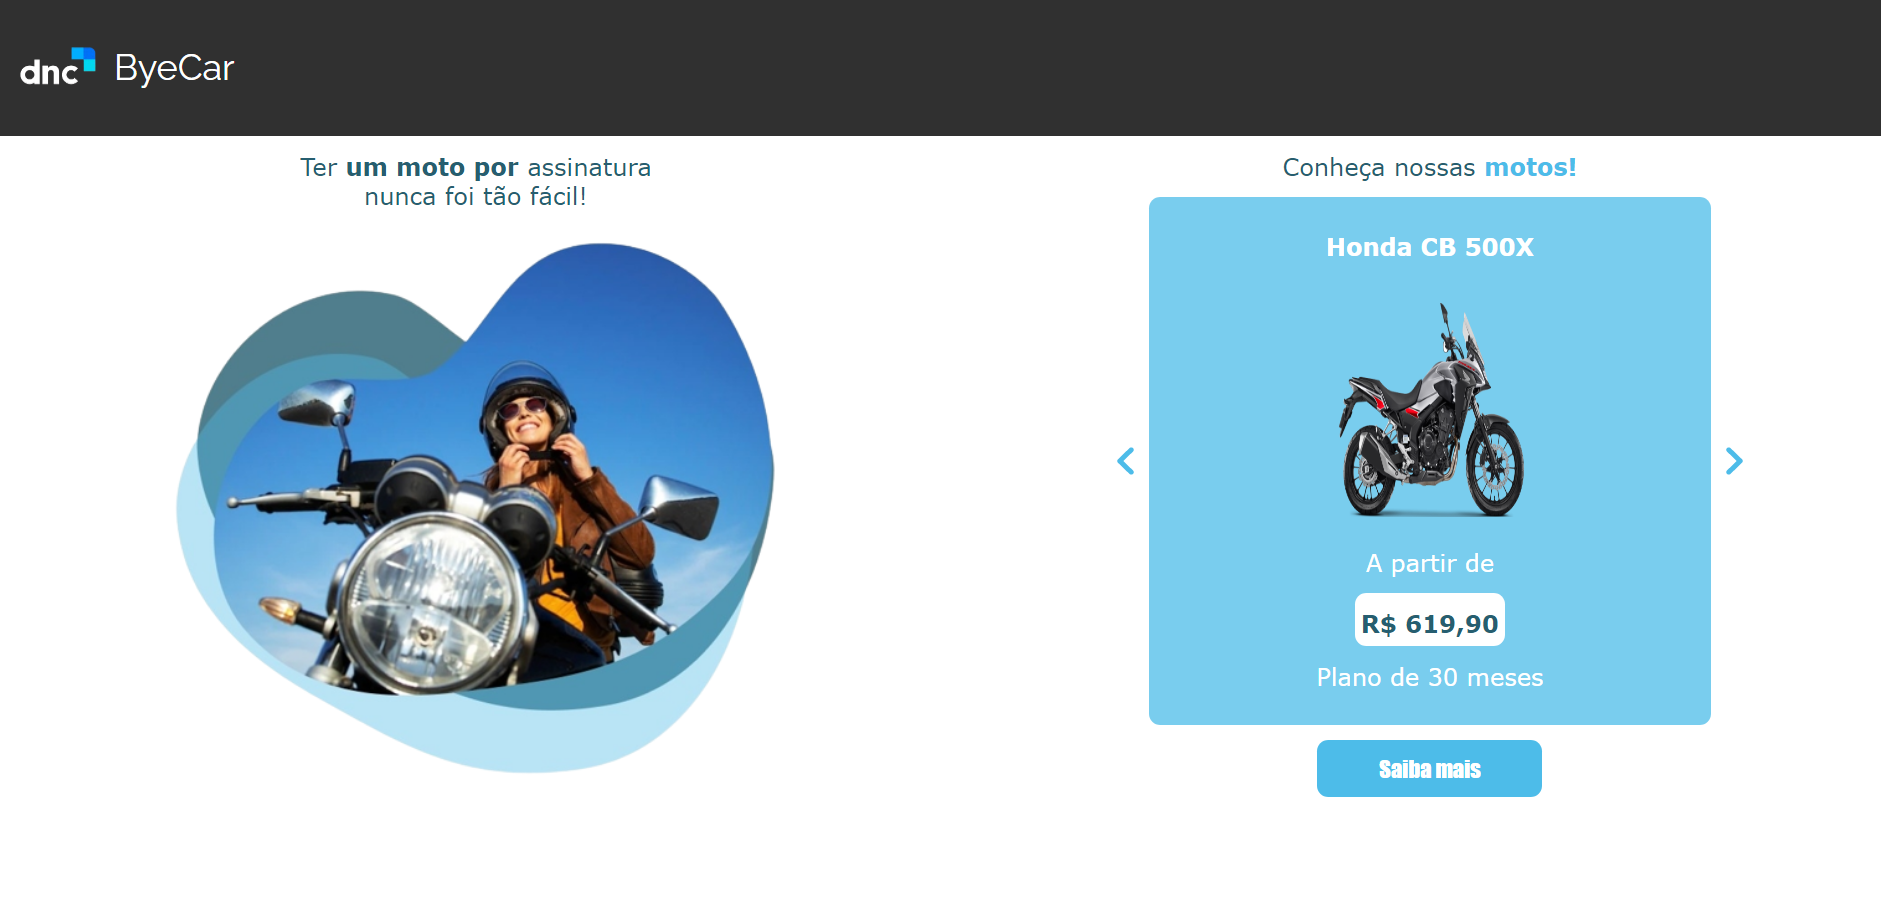 dnc ByeCar
Ter um moto por assinatura
nunca foi tão fácil!
Conheça nossas motos!
Honda CB 500X
A partir de
R$ 619,90
Plano de 30 meses
Saiba mais